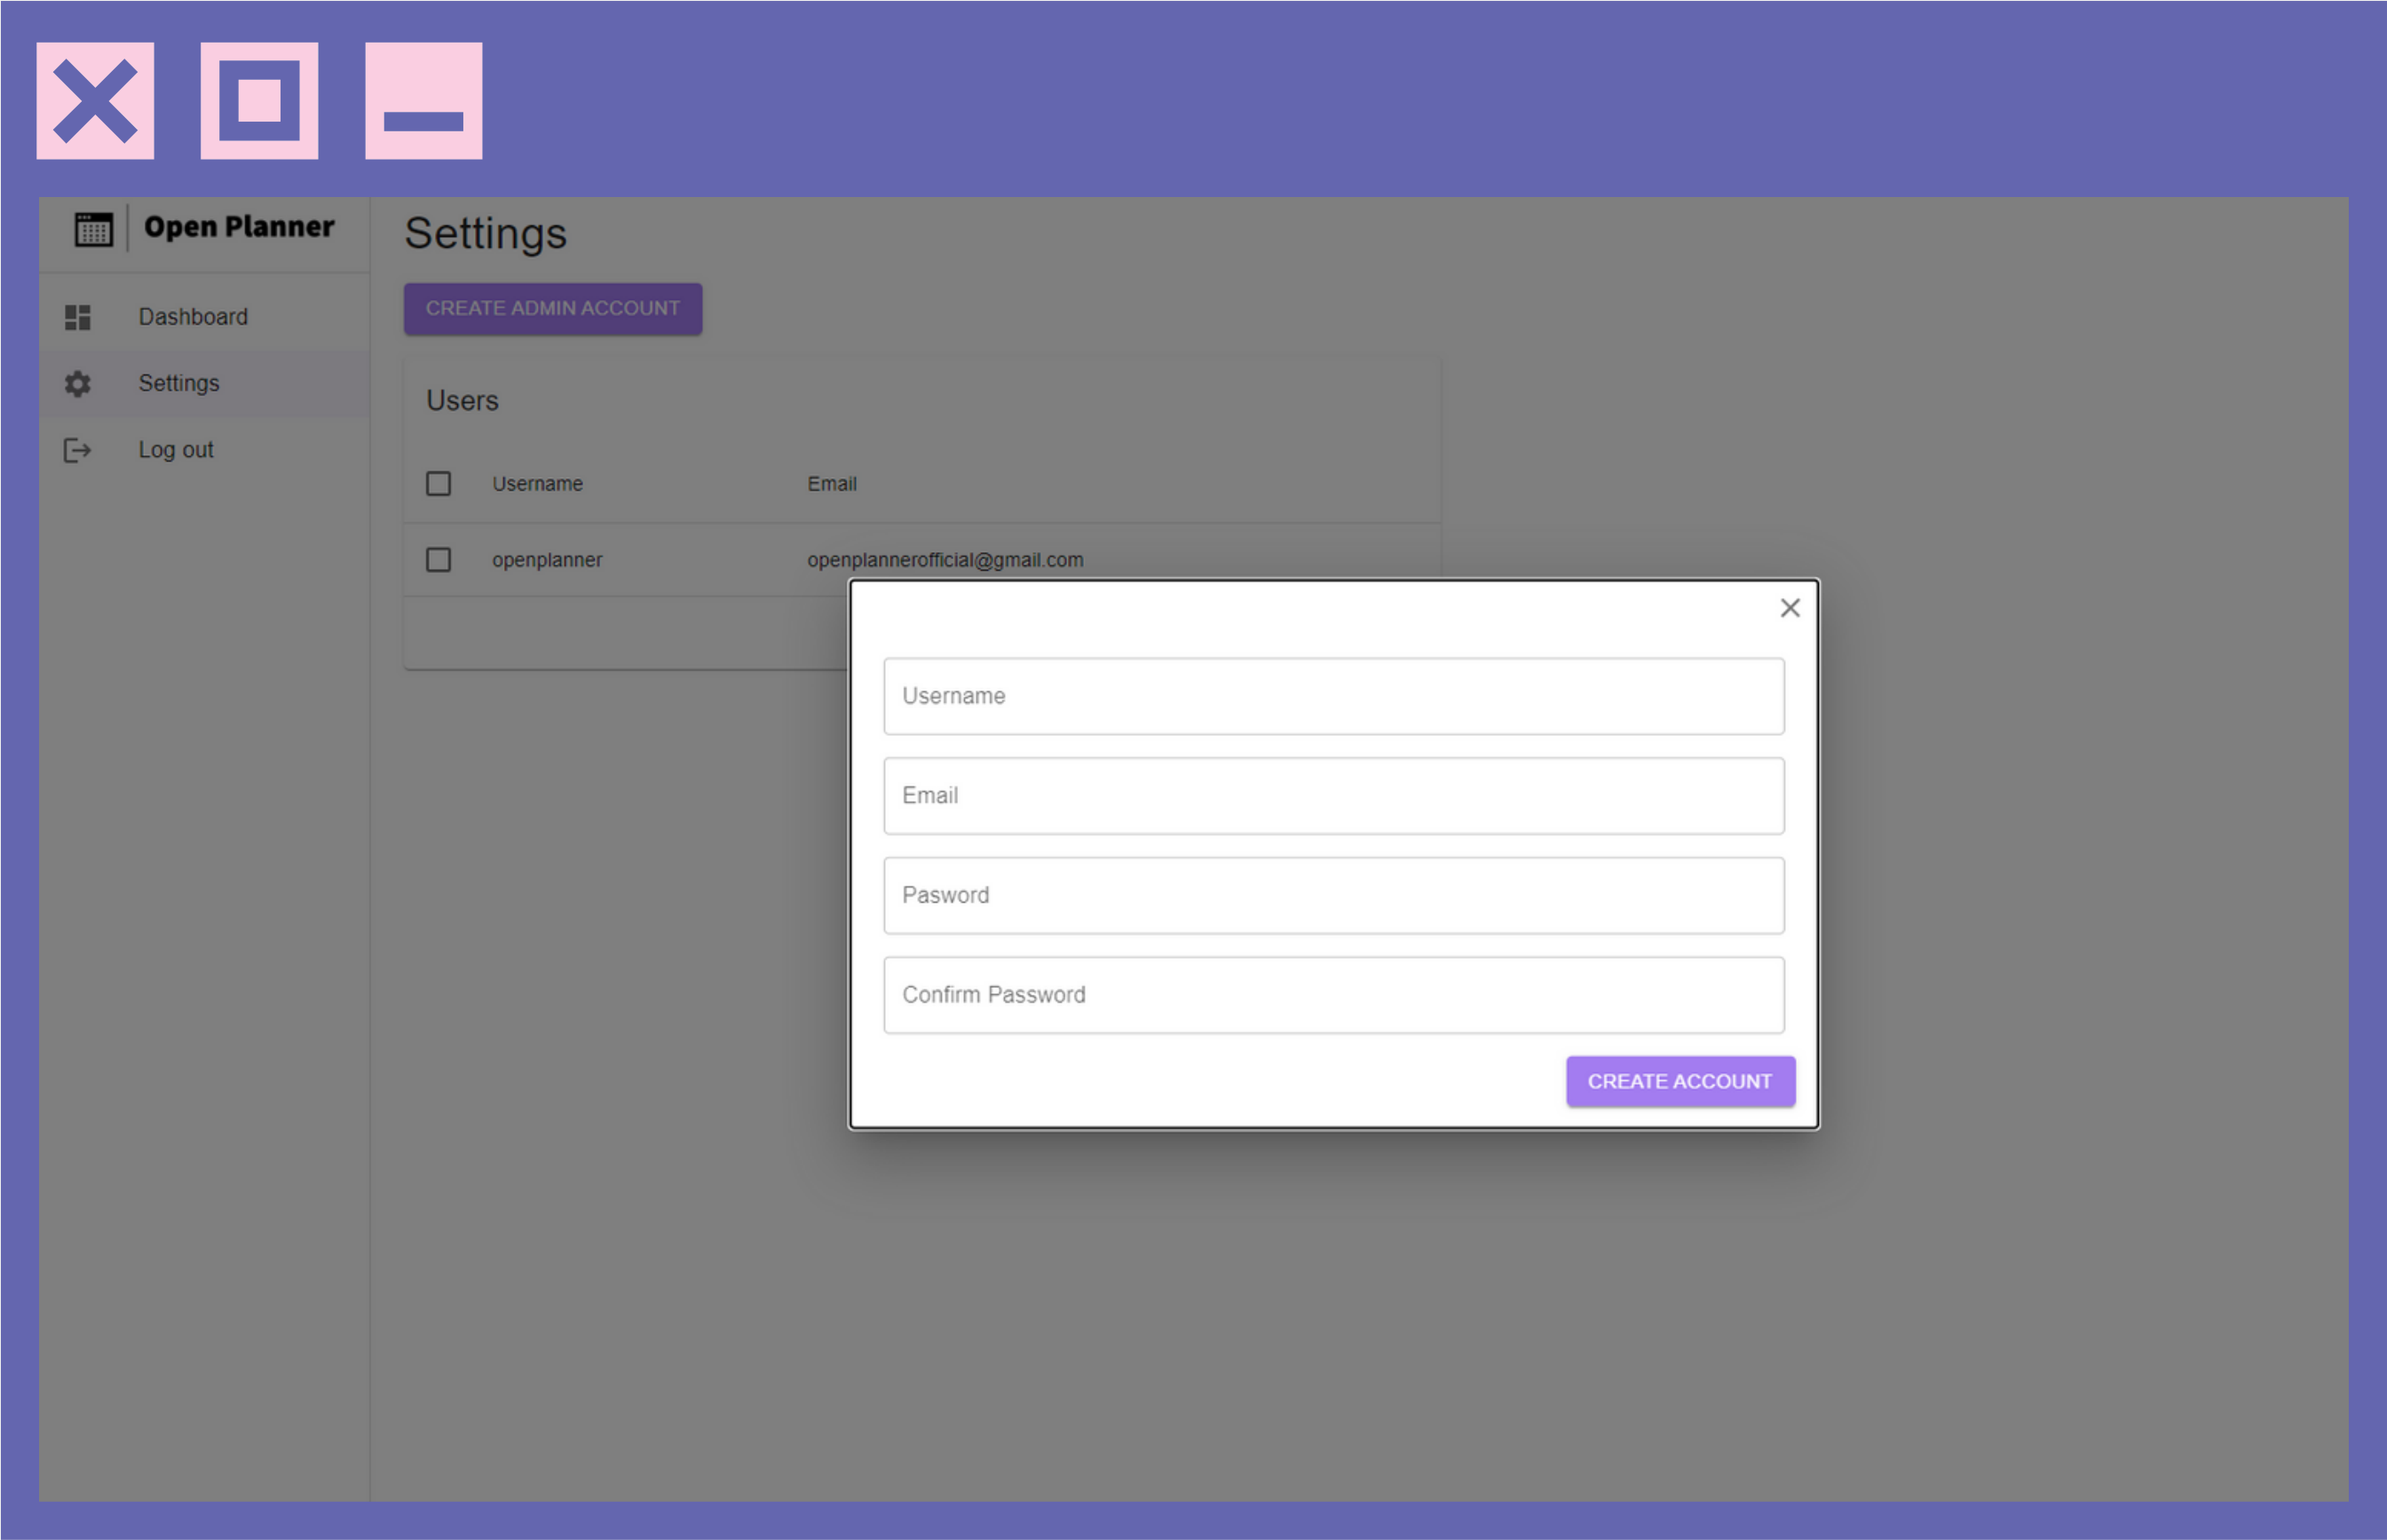 Open Planner
Dashboard
Settings
Log out
Settings
CREATE ADMIN ACCOUNT
Users
Username Email
openplanner openplannerofficial@gmail.com
Username
Email
Pasword
Confirm Password
CREATE ACCOUNT